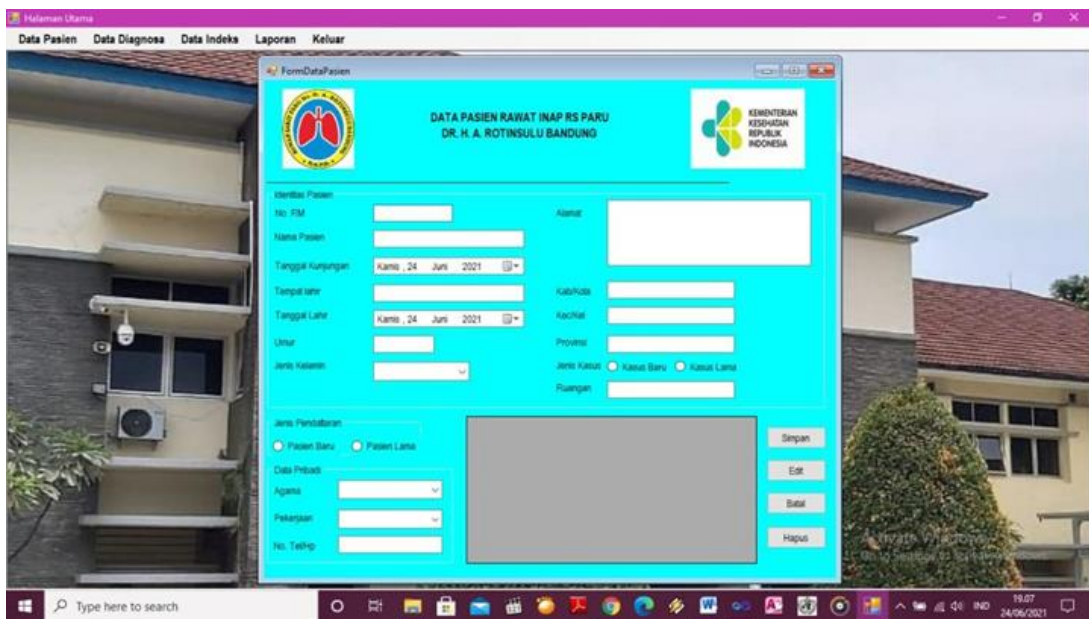 Halaman Utama
Data Pasien Data Diagnosa Data Indeks Laporan Keluar
FormDataPasien
DATA PASIEN RAWAT INAP RS PARU
DR. H. A. ROTINSULU BANDUNG
KEMENTERIAN
KESEHATAN
REPUBLIK
INDONESIA
Identitas Pasien
No. RM
Nama Pasien
Tanggal Kunjungan Kamis , 24 Juni 2021
Tempat lahir
Tanggal Lahir Kamis , 24 Juni 2021
Umur
Jenis Kelamin
Alamat
Kab/Kota
Kec/Kel
Provinsi
Jenis Kasus Kasus Baru Kasus Lama
Ruangan
Jenis Pendaftaran
Pasien Baru Pasien Lama
Data Pribadi
Agama
Pekerjaan
No. Tel/Hp
Simpan
Edit
Batal
Hapus
Activate Windows
Type here to search
IND
19.07
24/06/2021